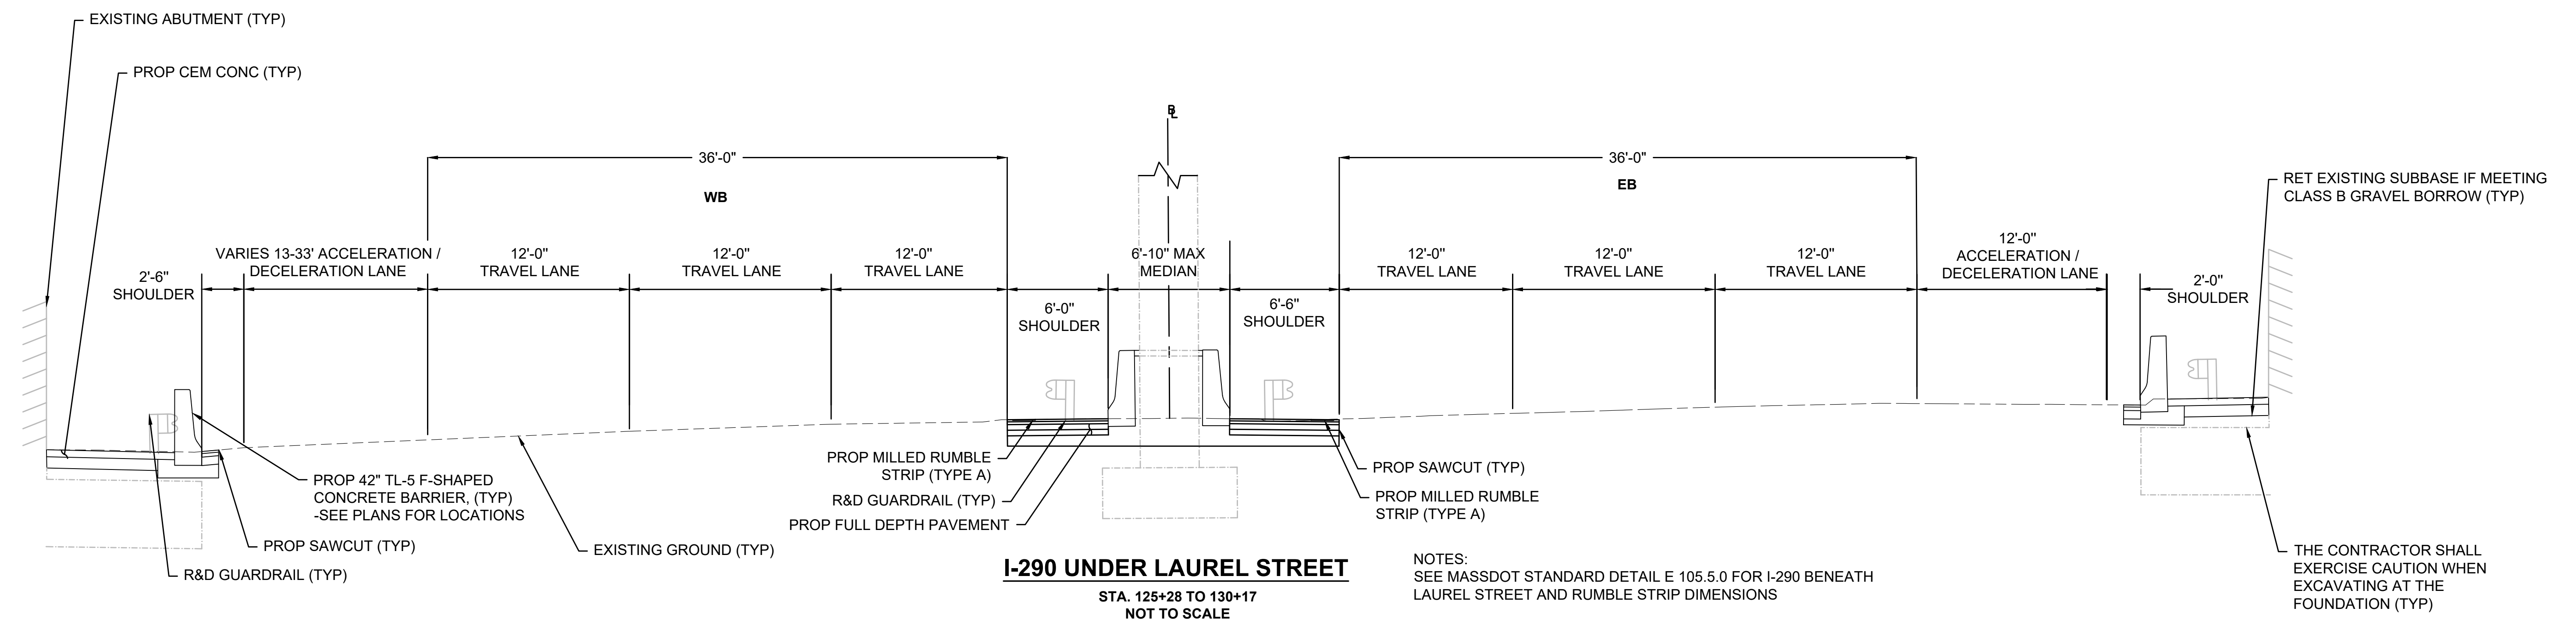 EXISTING ABUTMENT (TYP)
PROP CEM CONC (TYP)
B
L
36'-0"
WB
36'-0"
EB
RET EXISTING SUBBASE IF MEETING
CLASS B GRAVEL BORROW (TYP)
2'-6"
SHOULDER
VARIES 13-33' ACCELERATION /
DECELERATION LANE
12'-0"
TRAVEL LANE
12'-0"
TRAVEL LANE
12'-0"
TRAVEL LANE
6'-0"
SHOULDER
6'-10" MAX
MEDIAN
6'-6"
SHOULDER
12'-0"
TRAVEL LANE
12'-0"
TRAVEL LANE
12'-0"
TRAVEL LANE
12'-0"
ACCELERATION /
DECELERATION LANE
2'-0"
SHOULDER
PROP 42" TL-5 F-SHAPED
CONCRETE BARRIER, (TYP)
-SEE PLANS FOR LOCATIONS
PROP SAWCUT (TYP)
R&D GUARDRAIL (TYP)
EXISTING GROUND (TYP)
PROP MILLED RUMBLE
STRIP (TYPE A)
R&D GUARDRAIL (TYP)
PROP FULL DEPTH PAVEMENT
PROP SAWCUT (TYP)
PROP MILLED RUMBLE
STRIP (TYPE A)
I-290 UNDER LAUREL STREET
STA. 125+28 TO 130+17
NOT TO SCALE
NOTES:
SEE MASSDOT STANDARD DETAIL E 105.5.0 FOR I-290 BENEATH
LAUREL STREET AND RUMBLE STRIP DIMENSIONS
THE CONTRACTOR SHALL
EXERCISE CAUTION WHEN
EXCAVATING AT THE
FOUNDATION (TYP)